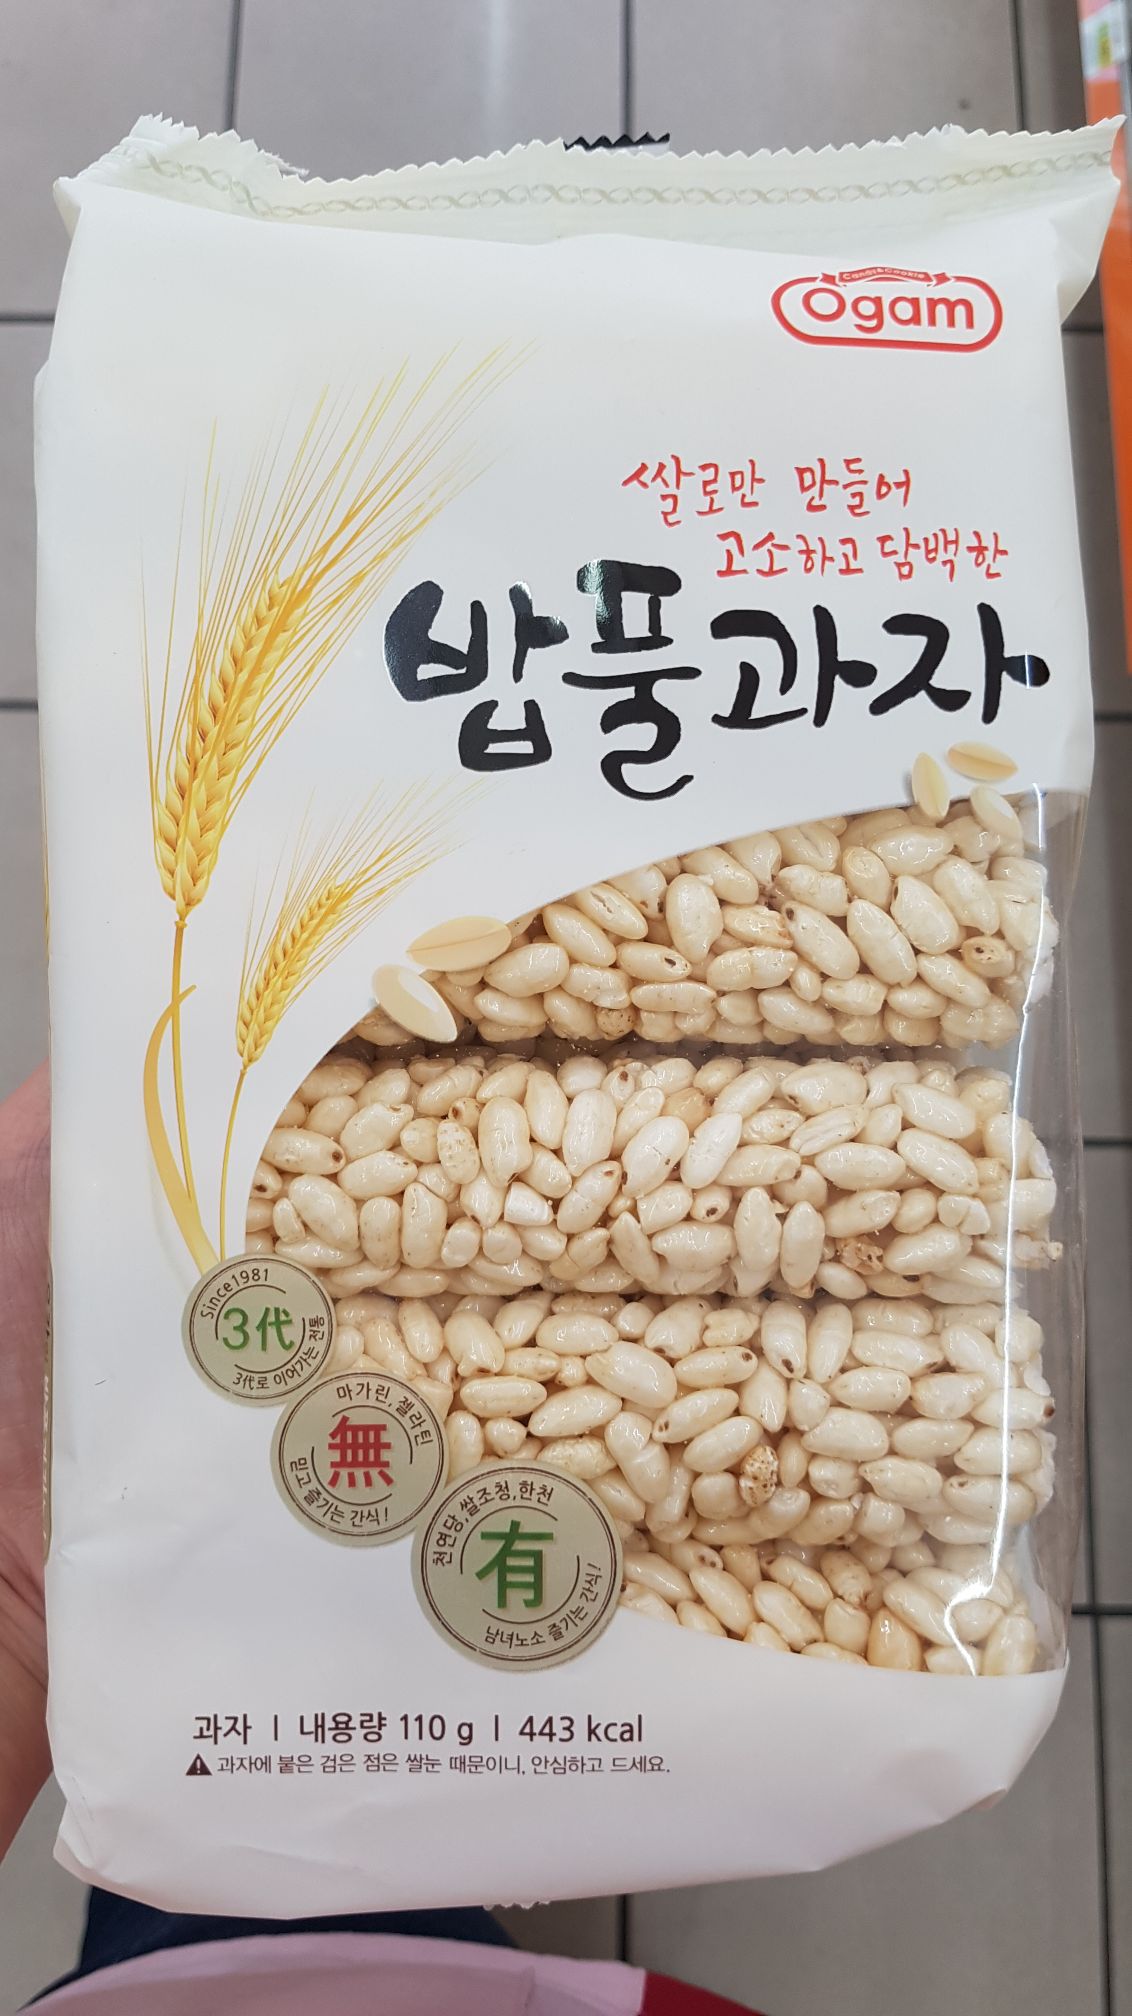 Candy&Cookie
Ogam
쌀로만 만들어
고소하고 담백한
밥풀과자
Since1981
3代
3代로 이어가는 전통
마가린, 젤라틴
無
믿고 즐기는 간식!
천연당,쌀조청,한천
有
남녀노소 즐기는 간식!
과자 | 내용량 110 g | 443 kcal
과자에 붙은 검은 점은 쌀눈 때문이니, 안심하고 드세요.